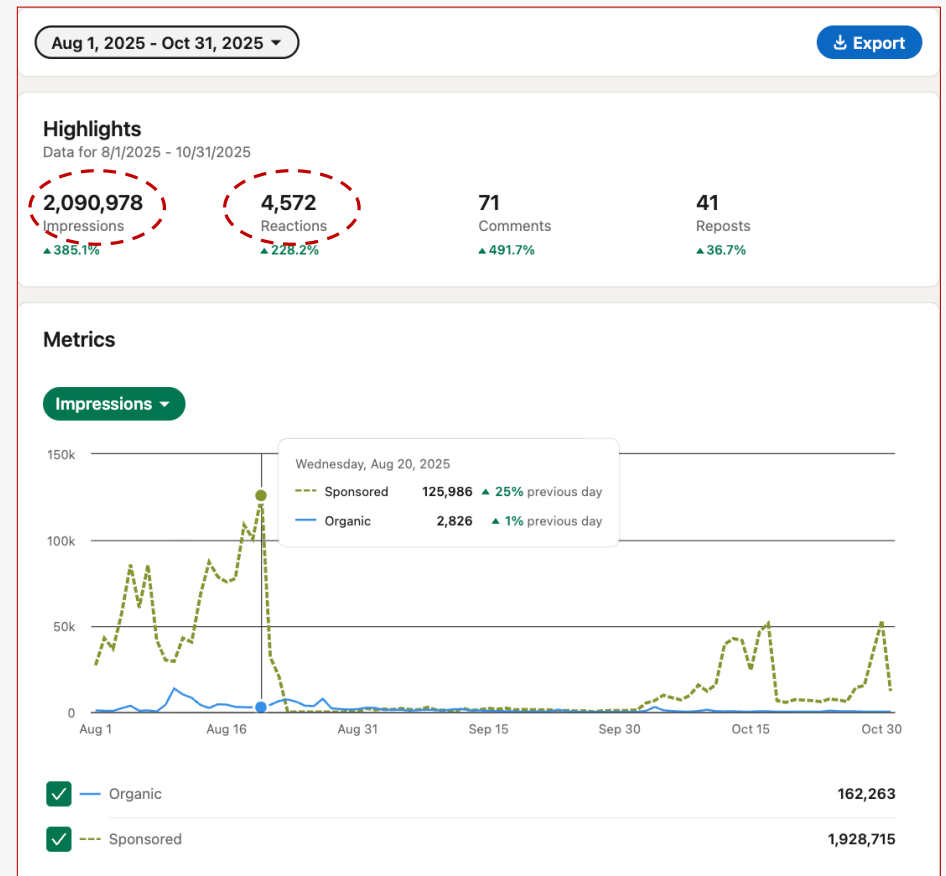 Aug 1, 2025 - Oct 31, 2025
Export
Highlights
Data for 8/1/2025 - 10/31/2025
2,090,978
Impressions
385.1%
4,572
Reactions
228.2%
71
Comments
491.7%
41
Reposts
36.7%
Metrics
Impressions
Wednesday, Aug 20, 2025
Sponsored 125,986 ▲ 25% previous day
Organic 2,826 ▲ 1% previous day
150k
100k
50k
0
Aug 1 Aug 16 Aug 31 Sep 15 Sep 30 Oct 15 Oct 30
Organic 162,263
Sponsored 1,928,715